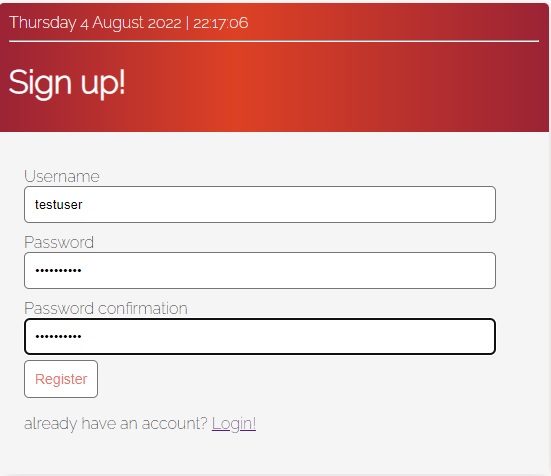 Thursday 4 August 2022 | 22:17:06
Sign up!
Username
testuser
Password
••••••••••
Password confirmation
••••••••••
Register
already have an account? Login!